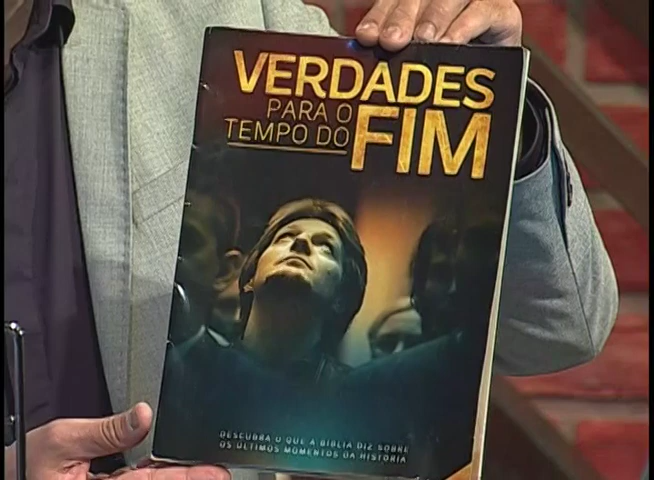 VERDADES
PARA O
TEMPO DO
FIM
DESCUBRA O QUE A BÍBLIA DIZ SOBRE
OS ÚLTIMOS MOMENTOS DA HISTÓRIA